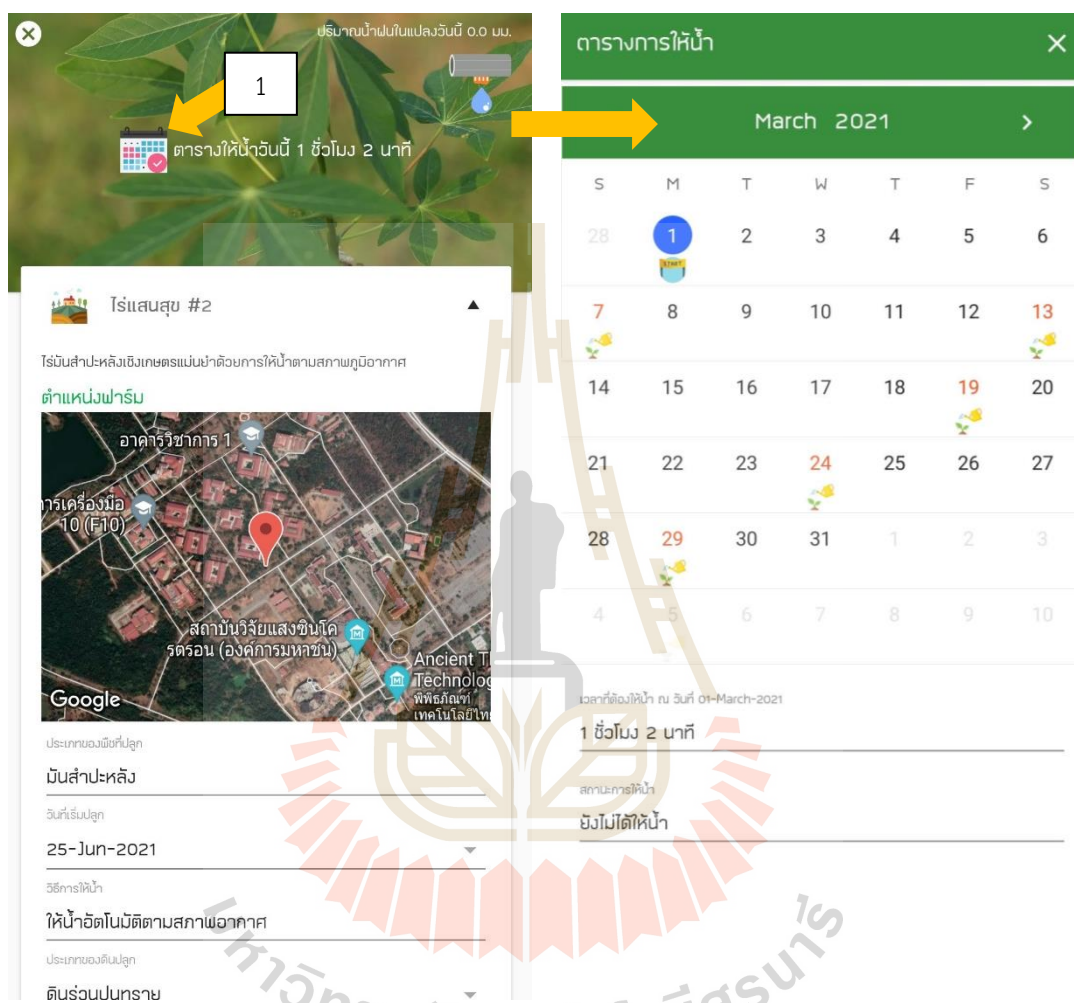 ปริมาณน้ำฝนในแปลงวันนี้ 0.0 มม.
1
ตารางให้น้ำวันนี้ 1 ชั่วโมง 2 นาที
ไร่แสนสุข #2
ไร่มันสำปะหลังเชิงเกษตรแม่นยำด้วยการให้น้ำตามสภาพภูมิอากาศ
ตำแหน่งฟาร์ม
อาคารวิชาการ 1
ารเครื่องมือ
10 (F10)
สถาบันวิจัยแสงซินโค
รตรอน (องค์การมหาชน)
Ancient T
Technolog
พิพิธภัณฑ์
เทคโนโลยีไท
Google
ประเภทของพืชที่ปลูก
มันสำปะหลัง
วันที่เริ่มปลูก
25-Jun-2021
วิธีการให้น้ำ
ให้น้ำอัตโนมัติตามสภาพอากาศ
ประเภทของดินปลูก
ดินร่วนปนทราย
ตารางการให้น้ำ
March 2021
S M T W T F S
28 1 2 3 4 5 6
START
7 8 9 10 11 12 13
14 15 16 17 18 19 20
21 22 23 24 25 26 27
28 29 30 31 1 2 3
4 5 6 7 8 9 10
เวลาที่ต้องให้น้ำ ณ วันที่ 01-March-2021
1 ชั่วโมง 2 นาที
สถานะการให้น้ำ
ยังไม่ได้ให้น้ำ